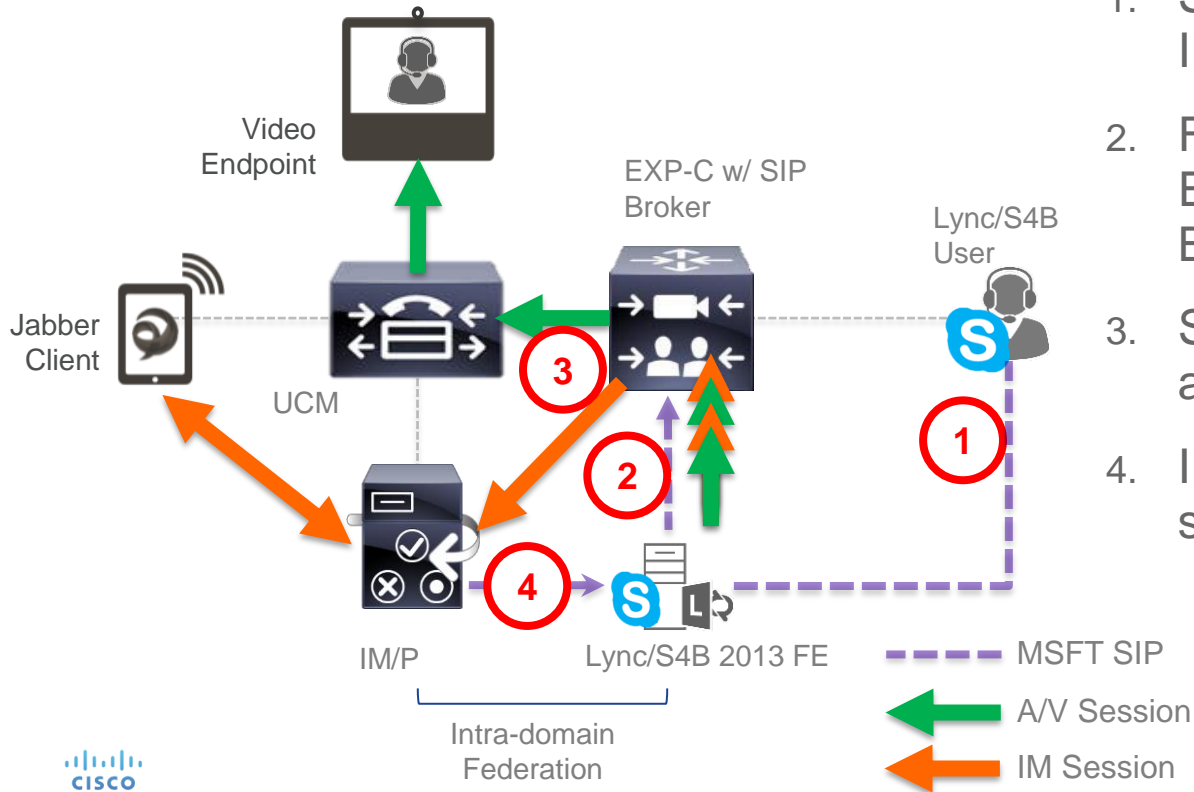 Video
Endpoint
EXP-C w/ SIP
Broker
Lync/S4B
User
Jabber
Client
UCM
3
2
1
4
IM/P
Lync/S4B 2013 FE
Intra-domain
Federation
MSFT SIP
A/V Session
IM Session
CISCO
1.
2.
3.
4.